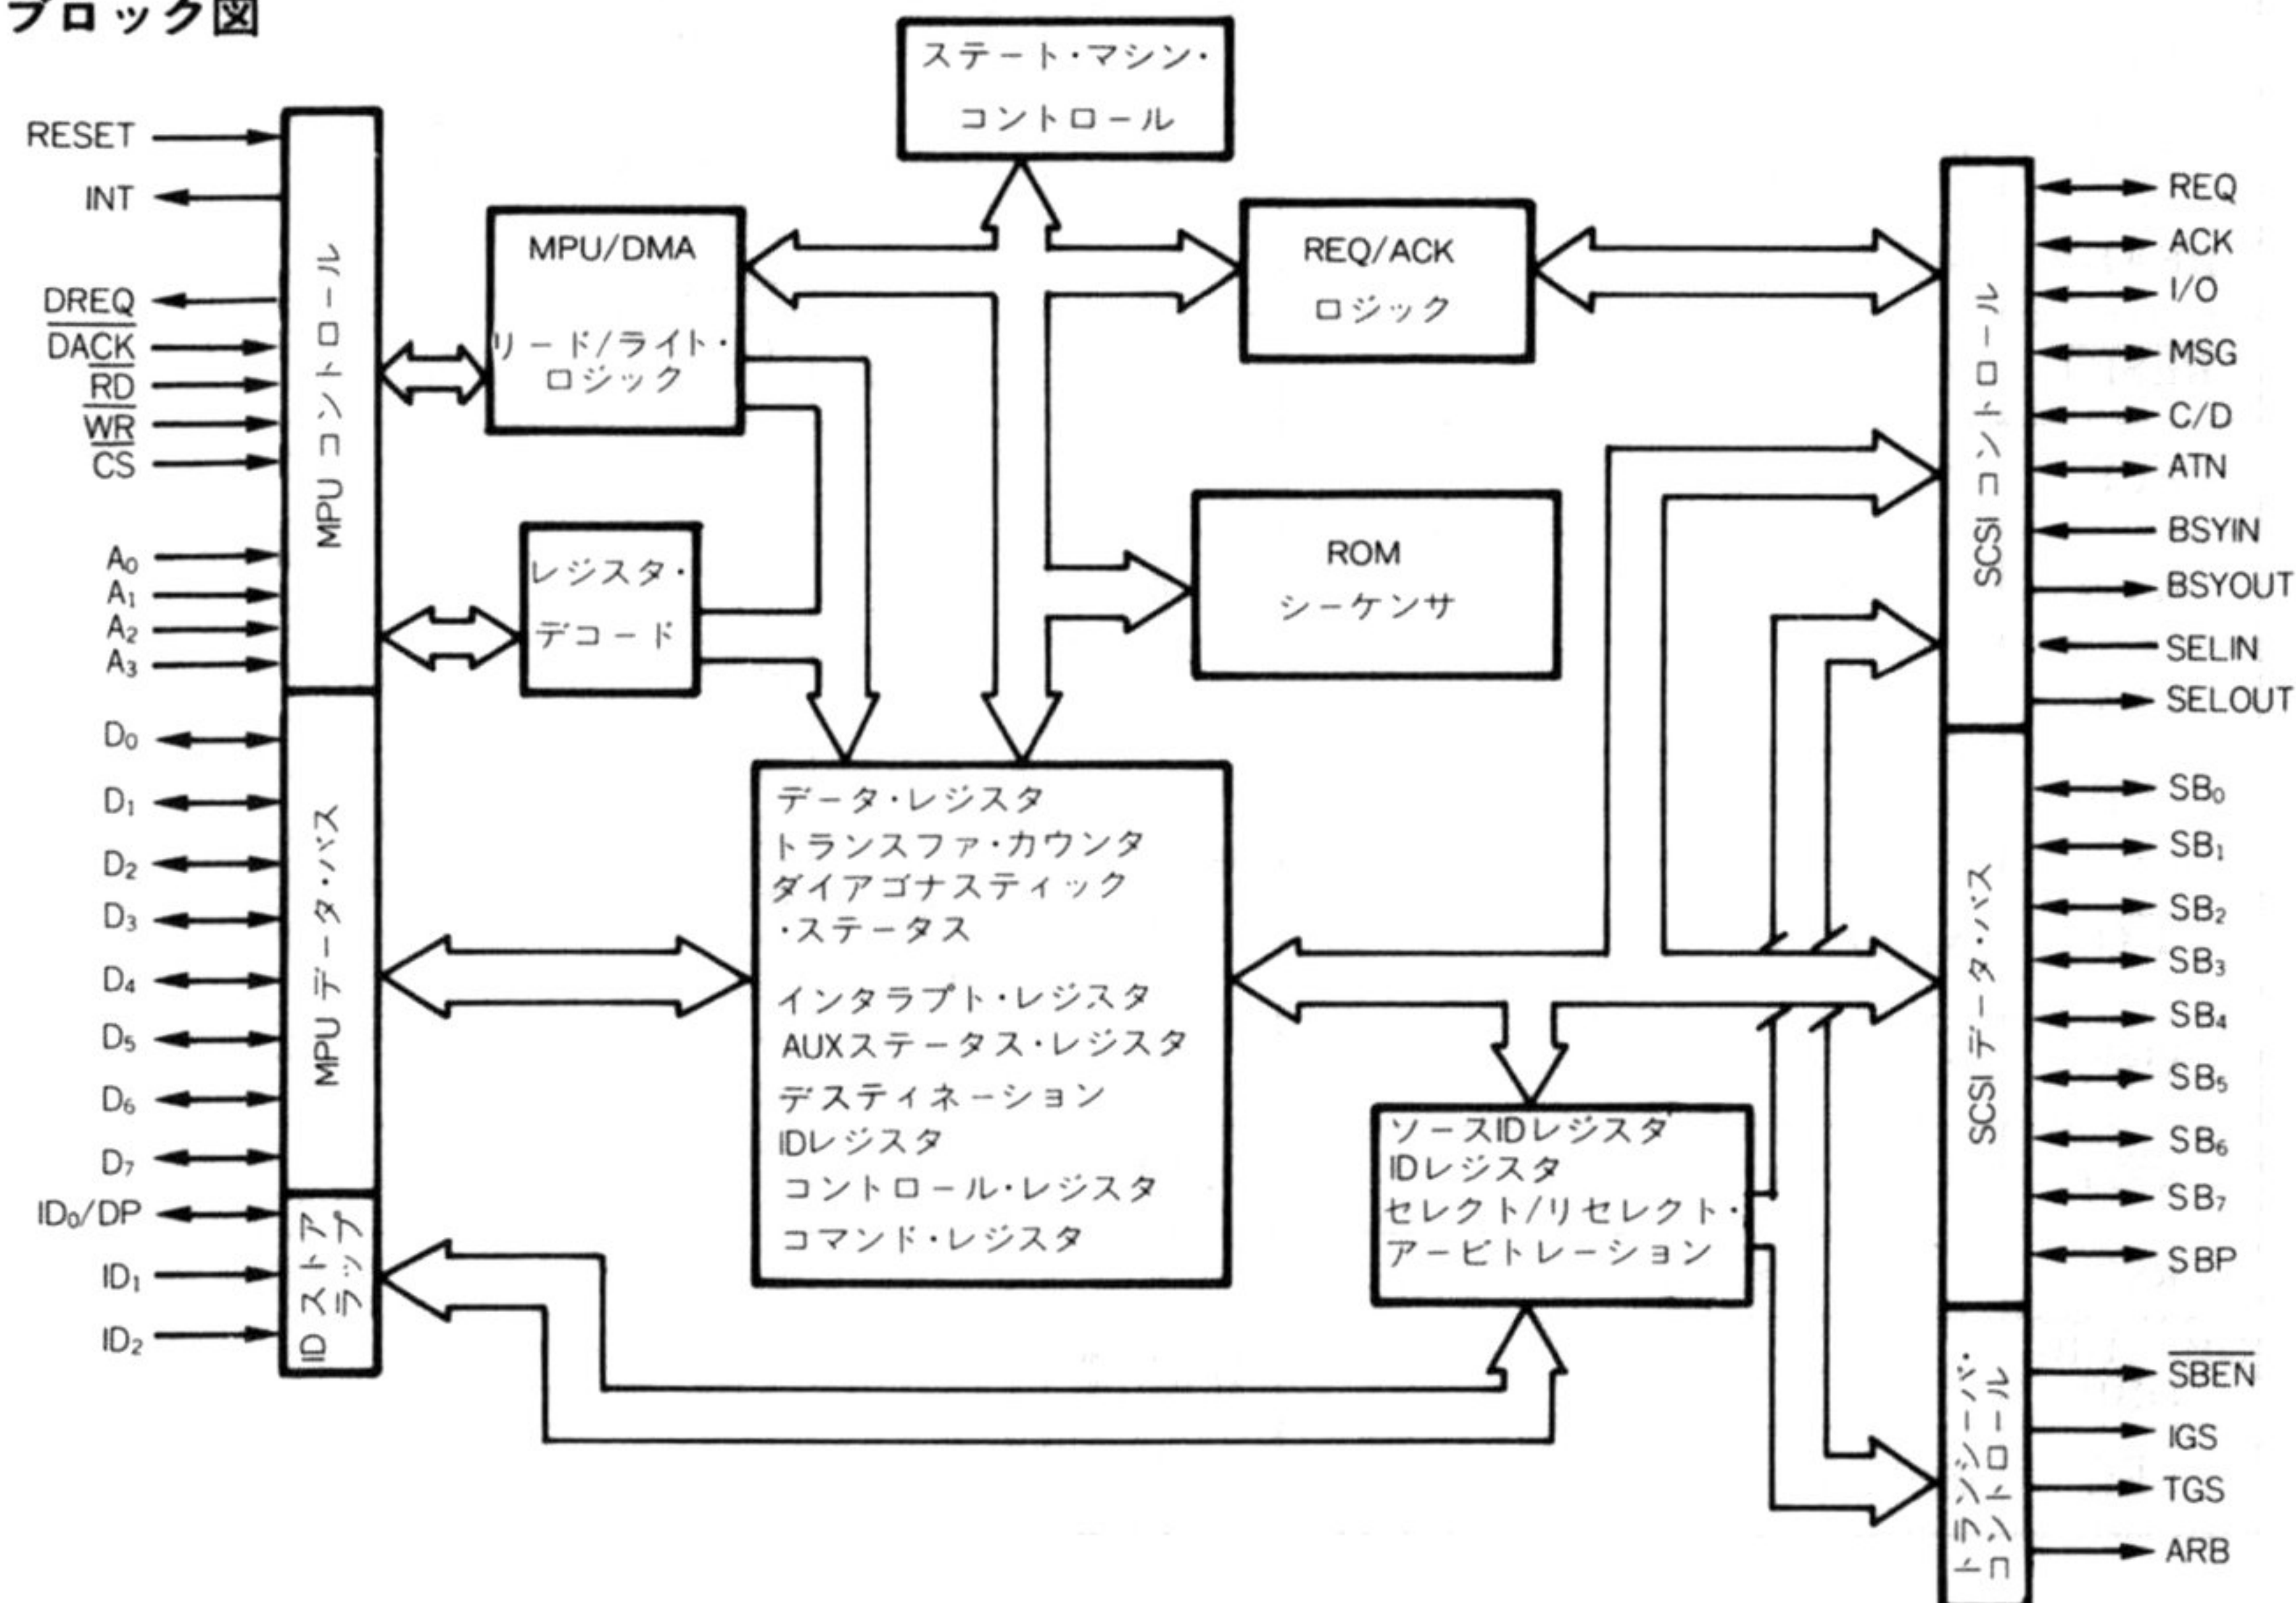 ブロック図
ステート・マシン・
コントロール
RESET
INT
DREQ
DACK
RD
WR
CS
A₀
A₁
A₂
A₃
D₀
D₁
D₂
D₃
D₄
D₅
D₆
D₇
ID₀/DP
ID₁
ID₂
MPU コントロール
MPU データ・バス
ID ストア
ラップ
MPU/DMA
リード/ライト・
ロジック
レジスタ・
デコード
REQ/ACK
ロジック
ROM
シーケンサ
データ・レジスタ
トランスファ・カウンタ
ダイアゴナスティック
・ステータス
インタラプト・レジスタ
AUXステータス・レジスタ
デスティネーション
IDレジスタ
コントロール・レジスタ
コマンド・レジスタ
ソースIDレジスタ
IDレジスタ
セレクト/リセレクト・
アービトレーション
SCSI コントロール
SCSI データ・バス
トランシーバ・
コントロール
REQ
ACK
I/O
MSG
C/D
ATN
BSYIN
BSYOUT
SELIN
SELOUT
SB₀
SB₁
SB₂
SB₃
SB₄
SB₅
SB₆
SB₇
SBP
SBEN
IGS
TGS
ARB